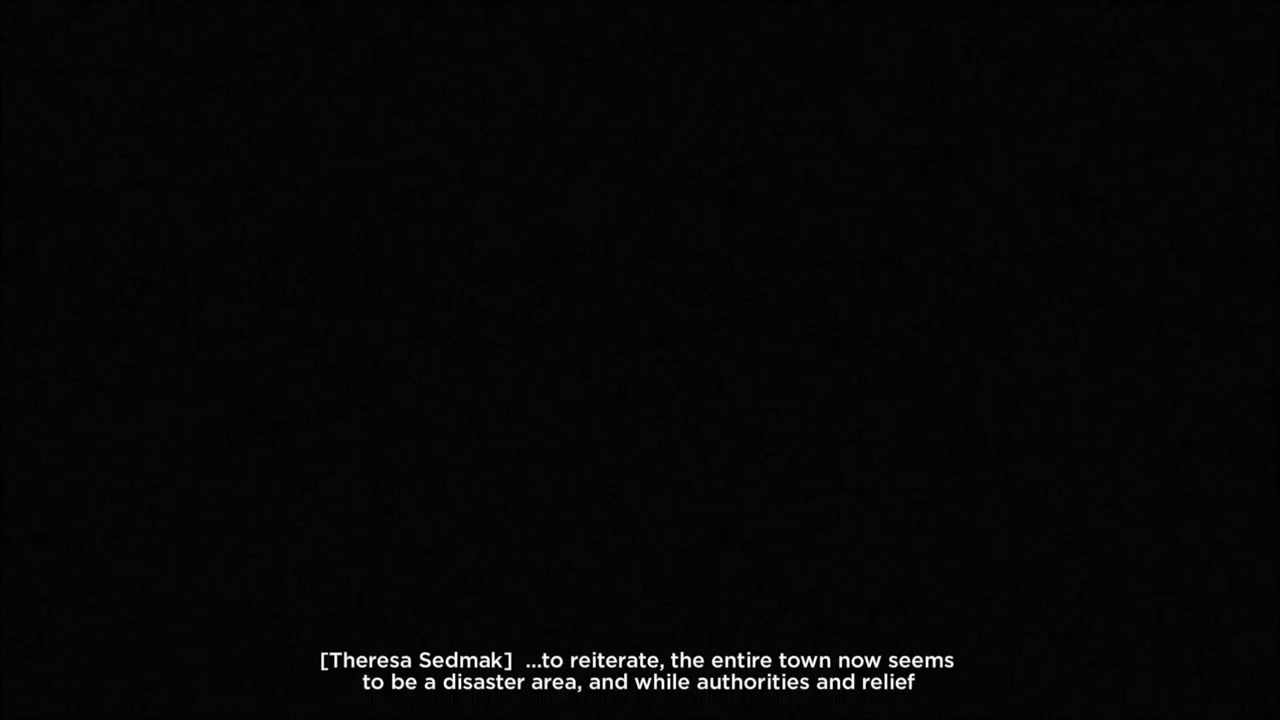 [Theresa Sedmak]  ...to reiterate, the entire town now seems
to be a disaster area, and while authorities and relief